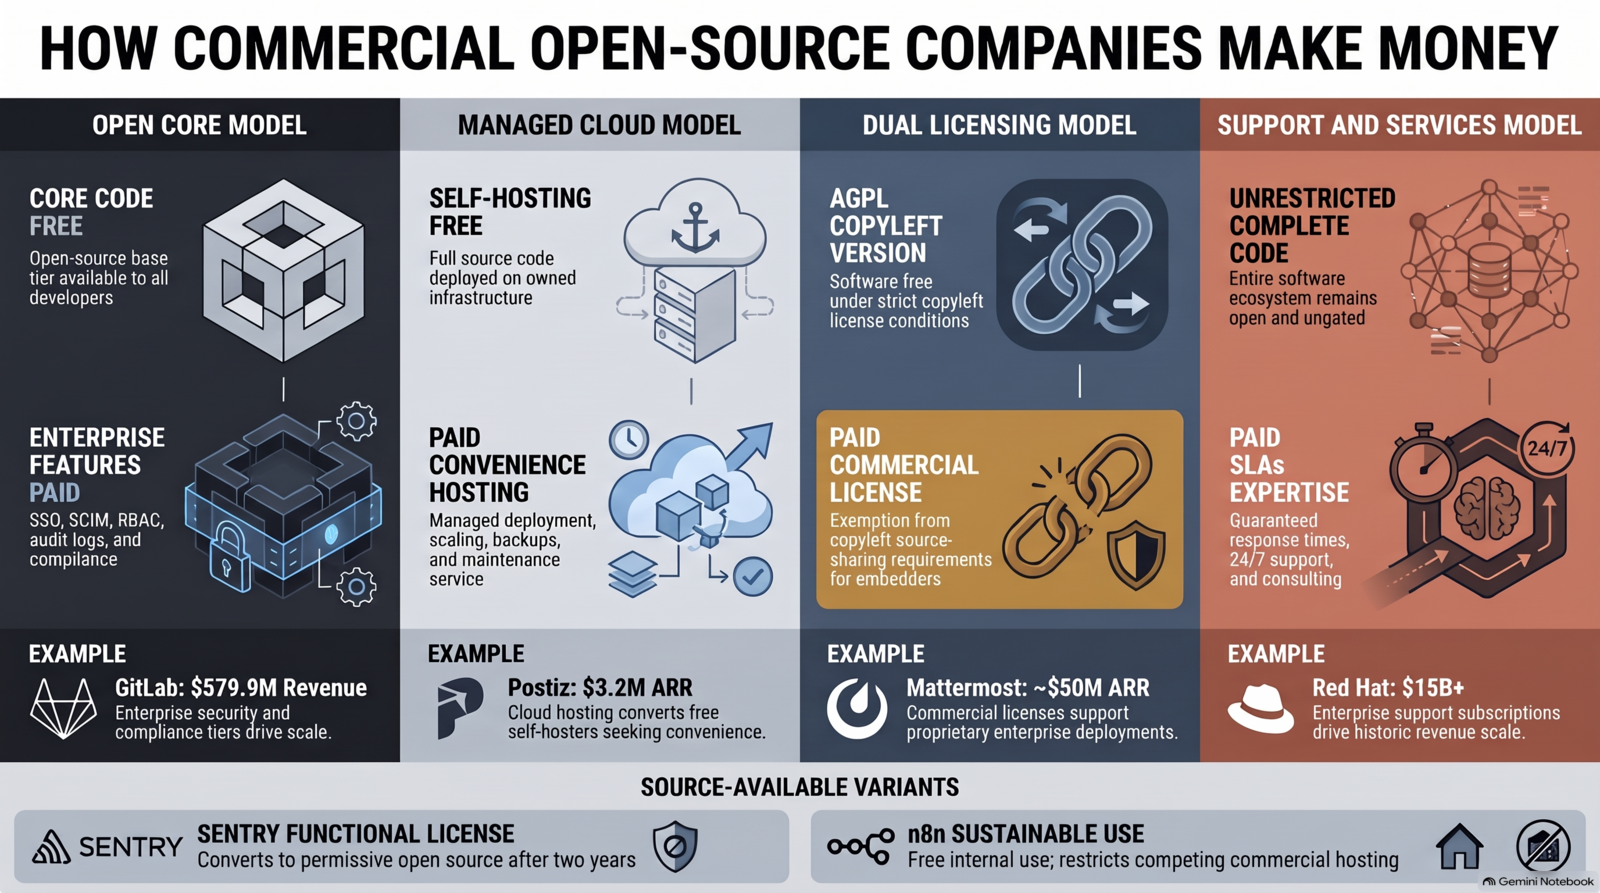 HOW COMMERCIAL OPEN-SOURCE COMPANIES MAKE MONEY
OPEN CORE MODEL
CORE CODE
FREE
Open-source base
tier available to all
developers
ENTERPRISE
FEATURES
PAID
SSO, SCIM, RBAC,
audit logs, and
compliance
EXAMPLE
GitLab: $579.9M Revenue
Enterprise security and
compliance tiers drive scale.
MANAGED CLOUD MODEL
SELF-HOSTING
FREE
Full source code
deployed on owned
infrastructure
PAID
CONVENIENCE
HOSTING
Managed deployment,
scaling, backups,
and maintenance
service
EXAMPLE
Postiz: $3.2M ARR
Cloud hosting converts free
self-hosters seeking convenience.
DUAL LICENSING MODEL
AGPL
COPYLEFT
VERSION
Software free
under strict copyleft
license conditions
PAID
COMMERCIAL
LICENSE
Exemption from
copyleft source-
sharing requirements
for embedders
EXAMPLE
Mattermost: ~$50M ARR
Commercial licenses support
proprietary enterprise deployments.
SUPPORT AND SERVICES MODEL
UNRESTRICTED
COMPLETE
CODE
Entire software
ecosystem remains
open and ungated
PAID
SLAs
EXPERTISE
Guaranteed
response times,
24/7 support,
and consulting
24/7
EXAMPLE
Red Hat: $15B+
Enterprise support subscriptions
drive historic revenue scale.
SOURCE-AVAILABLE VARIANTS
SENTRY
SENTRY FUNCTIONAL LICENSE
Converts to permissive open source after two years
n8n SUSTAINABLE USE
Free internal use; restricts competing commercial hosting
Gemini Notebook